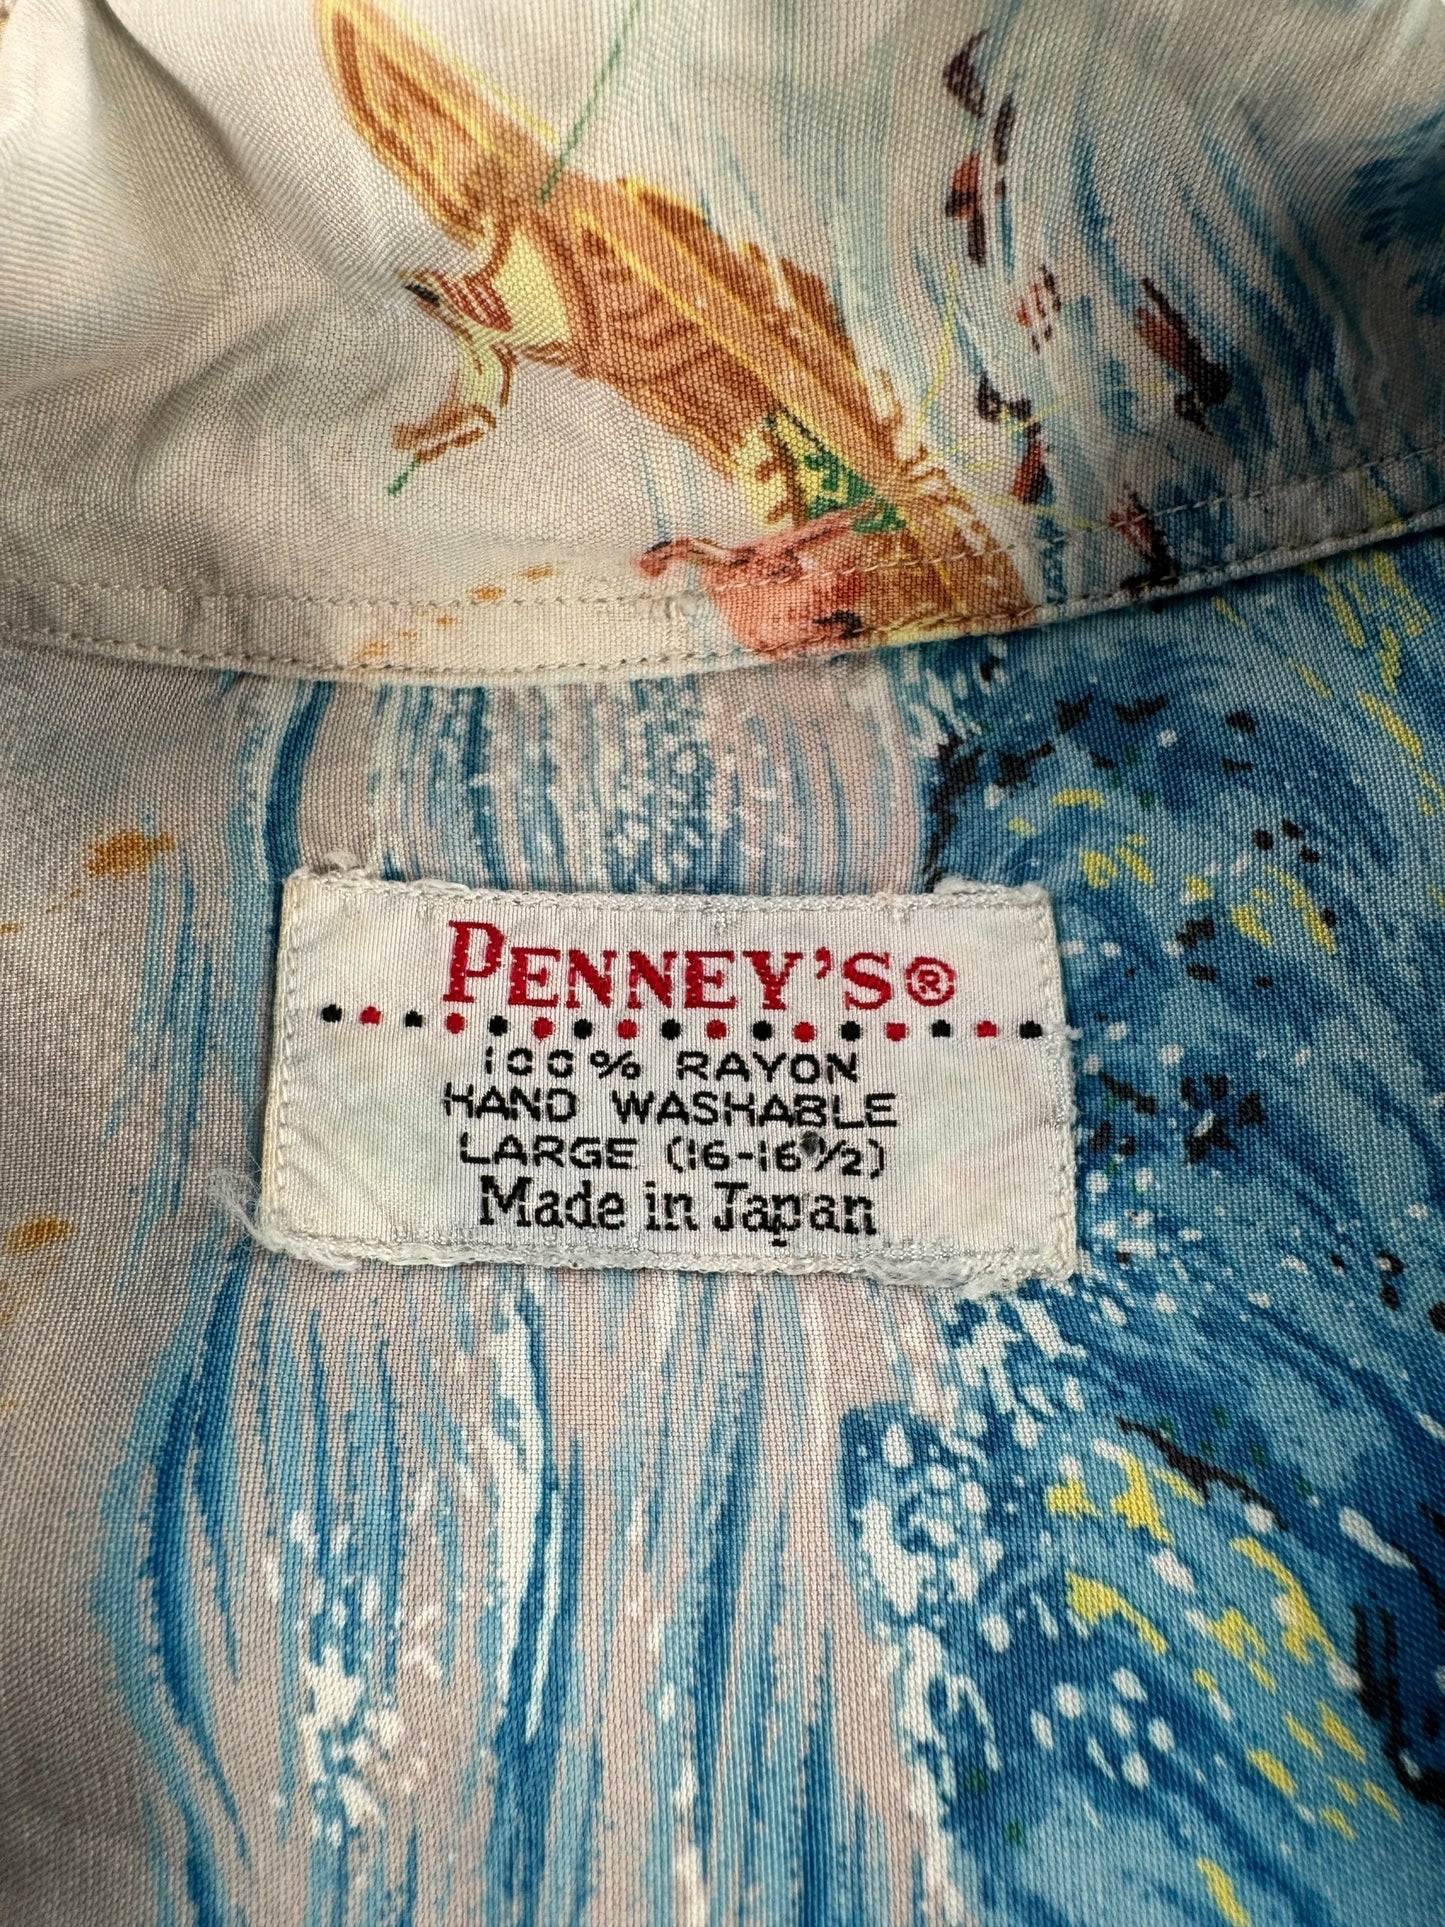 PENNEY'S®
100% RAYON
HAND WASHABLE
LARGE (16-16½)
Made in Japan